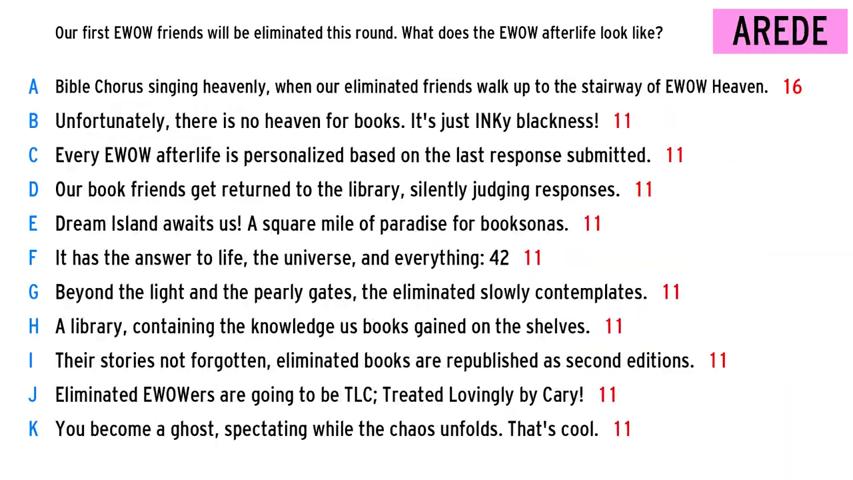 Our first EWOW friends will be eliminated this round. What does the EWOW afterlife look like?
AREDE
A Bible Chorus singing heavenly, when our eliminated friends walk up to the stairway of EWOW Heaven. 16
B Unfortunately, there is no heaven for books. It's just INKy blackness! 11
C Every EWOW afterlife is personalized based on the last response submitted. 11
D Our book friends get returned to the library, silently judging responses. 11
E Dream Island awaits us! A square mile of paradise for booksonas. 11
F It has the answer to life, the universe, and everything: 42 11
G Beyond the light and the pearly gates, the eliminated slowly contemplates. 11
H A library, containing the knowledge us books gained on the shelves. 11
I Their stories not forgotten, eliminated books are republished as second editions. 11
J Eliminated EWOWers are going to be TLC; Treated Lovingly by Cary! 11
K You become a ghost, spectating while the chaos unfolds. That's cool. 11